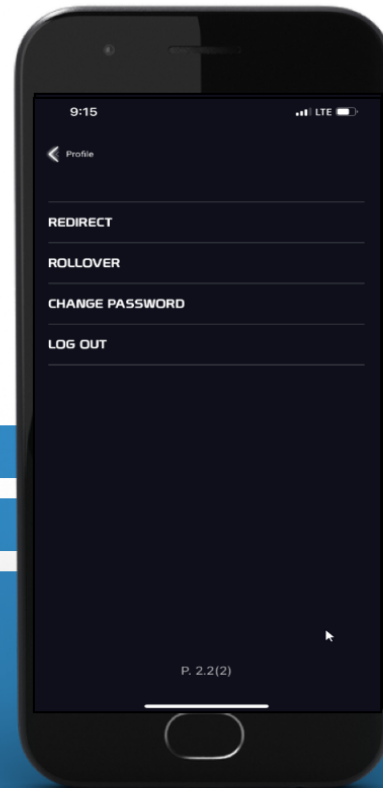 9:15 LTE
Profile
REDIRECT
ROLLOVER
CHANGE PASSWORD
LOG OUT
P. 2.2(2)